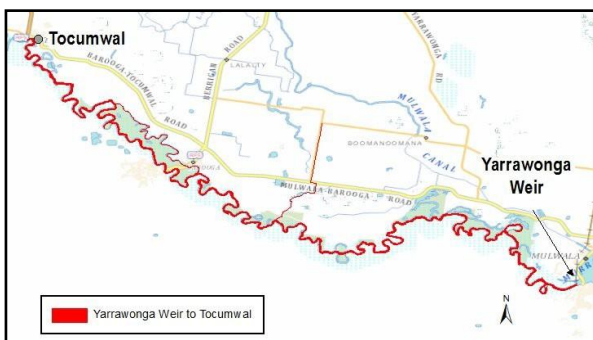 Tocumwal
BAROOGA-TOCUMWAL
ROAD
BERRIGAN
ROAD
LALALTY
YARRAWONGA
RD
MULWALA
CANAL
BOOMANOOMANA
MULWALA-BAROOGA ROAD
Yarrawonga
Weir
MULWALA
N
Yarrawonga Weir to Tocumwal